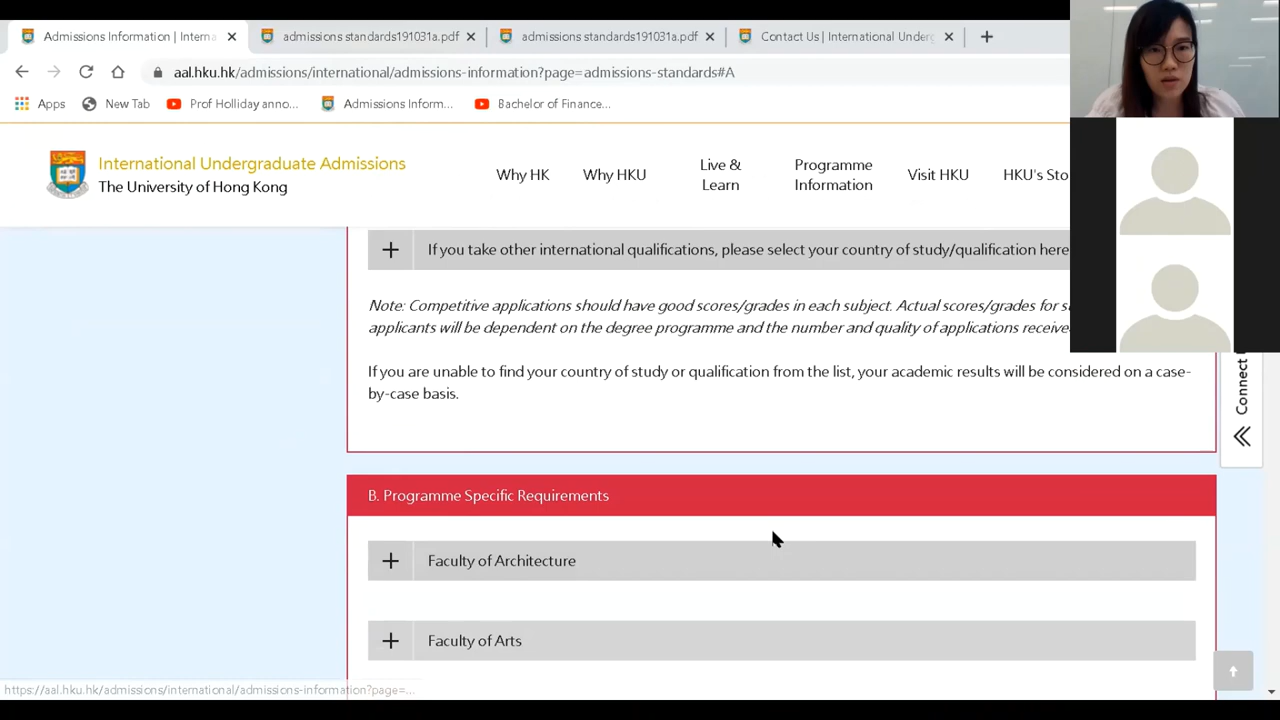 Admissions Information | Interna
admissions standards191031a.pdf
admissions standards191031a.pdf
Contact Us | International Underg
aal.hku.hk/admissions/international/admissions-information?page=admissions-standards#A
Apps
New Tab
Prof Holliday anno...
Admissions Inform...
Bachelor of Finance...
International Undergraduate Admissions
The University of Hong Kong
Why HK
Why HKU
Live &
Learn
Programme
Information
Visit HKU
HKU's Sto
If you take other international qualifications, please select your country of study/qualification here
Note: Competitive applications should have good scores/grades in each subject. Actual scores/grades for s
applicants will be dependent on the degree programme and the number and quality of applications received
If you are unable to find your country of study or qualification from the list, your academic results will be considered on a case-
by-case basis.
Connect
B. Programme Specific Requirements
Faculty of Architecture
Faculty of Arts
https://aal.hku.hk/admissions/international/admissions-information?page=...